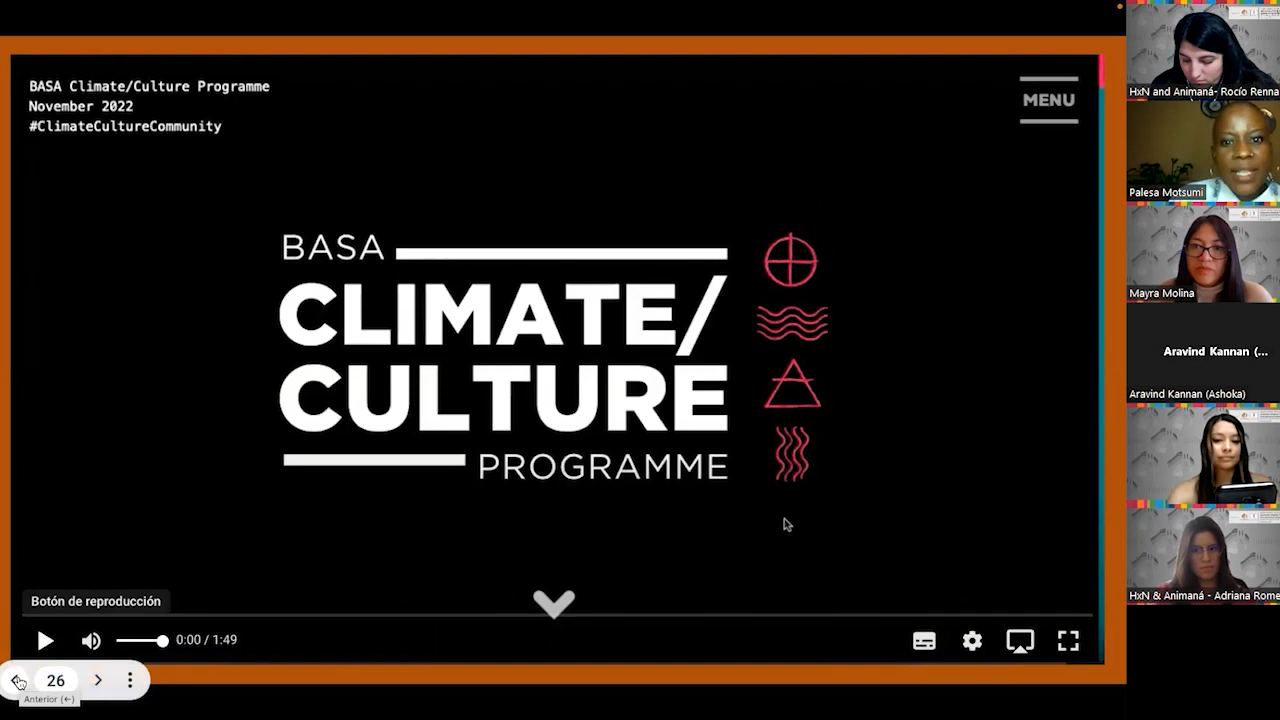 BASA Climate/Culture Programme
November 2022
#ClimateCultureCommunity
MENU
BASA
CLIMATE/
CULTURE
PROGRAMME
Botón de reproducción
0:00 / 1:49
26
Anterior (←)
HxN and Animaná- Rocío Renna
Palesa Motsumi
Mayra Molina
Aravind Kannan (...
Aravind Kannan (Ashoka)
HxN & Animaná - Adriana Rome